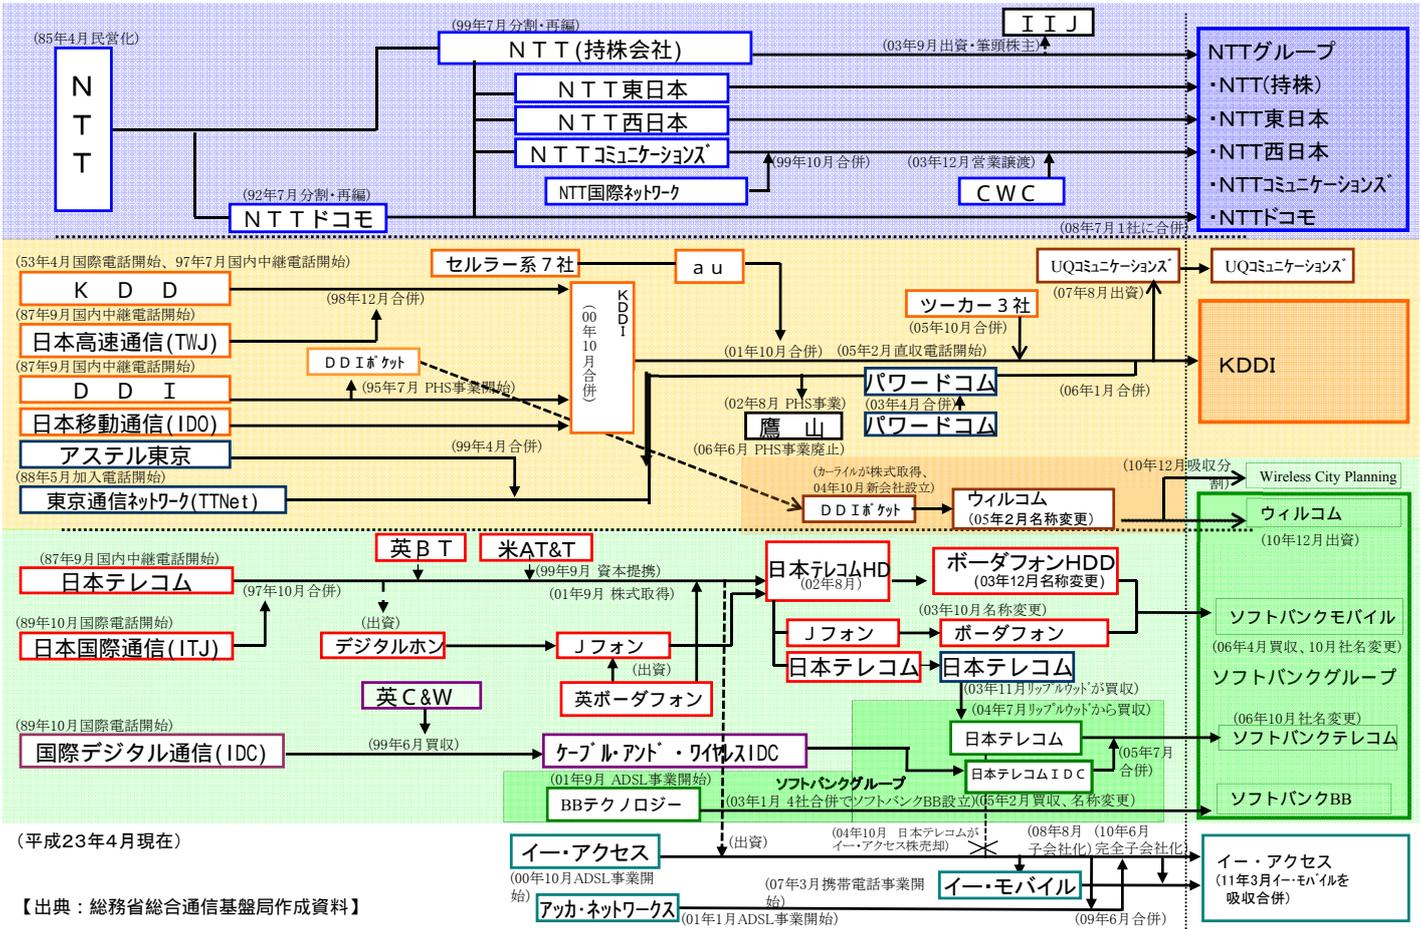 (99年7月分割・再編)
ＩＩＪ
(85年4月民営化)
ＮＴＴ
ＮＴＴ(持株会社)
(03年9月出資・筆頭株主)
ＮＴＴ東日本
ＮＴＴ西日本
ＮＴＴｺﾐｭﾆｹｰｼｮﾝｽﾞ
(99年10月合併)
(03年12月営業譲渡)
NTT国際ﾈｯﾄﾜｰｸ
ＣＷＣ
(92年7月分割・再編)
ＮＴＴドコモ
(08年7月1社に合併)
NTTグループ
・NTT(持株)
・NTT東日本
・NTT西日本
・NTTｺﾐｭﾆｹｰｼｮﾝｽﾞ
・NTTドコモ
(53年4月国際電話開始、97年7月国内中継電話開始)
ＫＤＤ
(98年12月合併)
(87年9月国内中継電話開始)
日本高速通信(TWJ)
ＤＤＩﾎﾟｹｯﾄ
(87年9月国内中継電話開始)
ＤＤＩ
(95年7月 PHS事業開始)
日本移動通信(IDO)
アステル東京
(99年4月合併)
(88年5月加入電話開始)
東京通信ネットワーク(TTNet)
セルラー系７社
ａｕ
KDDI
(00年10月合併)
(01年10月合併)
(05年2月直収電話開始)
ツーカー３社
(05年10月合併)
UQｺﾐｭﾆｹｰｼｮﾝｽﾞ
(07年8月出資)
UQｺﾐｭﾆｹｰｼｮﾝｽﾞ
KDDI
パワードコム
(03年4月合併)
パワードコム
(06年1月合併)
(02年8月 PHS事業)
鷹山
(06年6月 PHS事業廃止)
(ｶｰﾗｲﾙが株式取得、
04年10月新会社設立)
ＤＤＩﾎﾟｹｯﾄ
ウィルコム
(05年2月名称変更)
(10年12月吸収分
割)
Wireless City Planning
ウィルコム
(10年12月出資)
(87年9月国内中継電話開始)
日本テレコム
(97年10月合併)
(89年10月国際電話開始)
日本国際通信(ITJ)
英ＢＴ
米AT&T
(99年9月 資本提携)
(01年9月 株式取得)
(出資)
デジタルホン
Ｊフォン
(出資)
英ボーダフォン
英Ｃ&Ｗ
(89年10月国際電話開始)
国際デジタル通信(IDC)
(99年6月買収)
ｹｰﾌﾞﾙ・ｱﾝﾄﾞ・ﾜｲﾔﾚｽIDC
日本ﾃﾚｺﾑHD
(02年8月)
ボーダフォンHDD
(03年12月名称変更)
(03年10月名称変更)
Ｊフォン
ボーダフォン
日本テレコム
日本テレコム
(03年11月ﾘｯﾌﾟﾙｳｯﾄﾞが買収)
(04年7月ﾘｯﾌﾟﾙｳｯﾄﾞから買収)
日本テレコム
日本テレコムＩＤＣ
(05年7月
合併)
ソフトバンクモバイル
(06年4月買収、10月社名変更)
ソフトバンクグループ
(06年10月社名変更)
ソフトバンクテレコム
ソフトバンクBB
(01年9月 ADSL事業開始)
ソフトバンクグループ
BBテクノロジー
(03年1月 4社合併でソフトバンクBB設立)
(05年2月買収、名称変更)
(平成23年4月現在)
イー・アクセス
(出資)
(04年10月 日本テレコムが
イー・アクセス株売却)
(08年8月
子会社化)
(10年6月
完全子会社化)
(00年10月ADSL事業開
始)
(07年3月携帯電話事業開
始)
イー・モバイル
アッカ・ネットワークス
(01年1月ADSL事業開始)
(09年6月合併)
イー・アクセス
(11年3月ｲｰ･ﾓﾊﾞｲﾙを
吸収合併)
【出典：総務省総合通信基盤局作成資料】